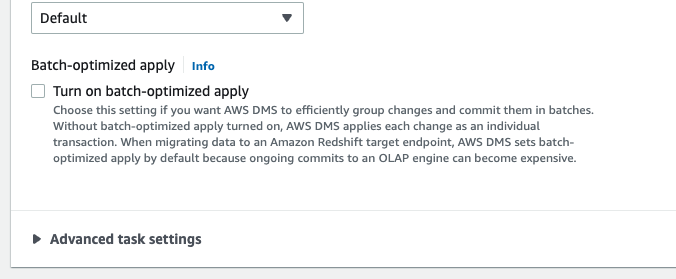 Default
Batch-optimized apply Info
Turn on batch-optimized apply
Choose this setting if you want AWS DMS to efficiently group changes and commit them in batches.
Without batch-optimized apply turned on, AWS DMS applies each change as an individual
transaction. When migrating data to an Amazon Redshift target endpoint, AWS DMS sets batch-
optimized apply by default because ongoing commits to an OLAP engine can become expensive.
Advanced task settings